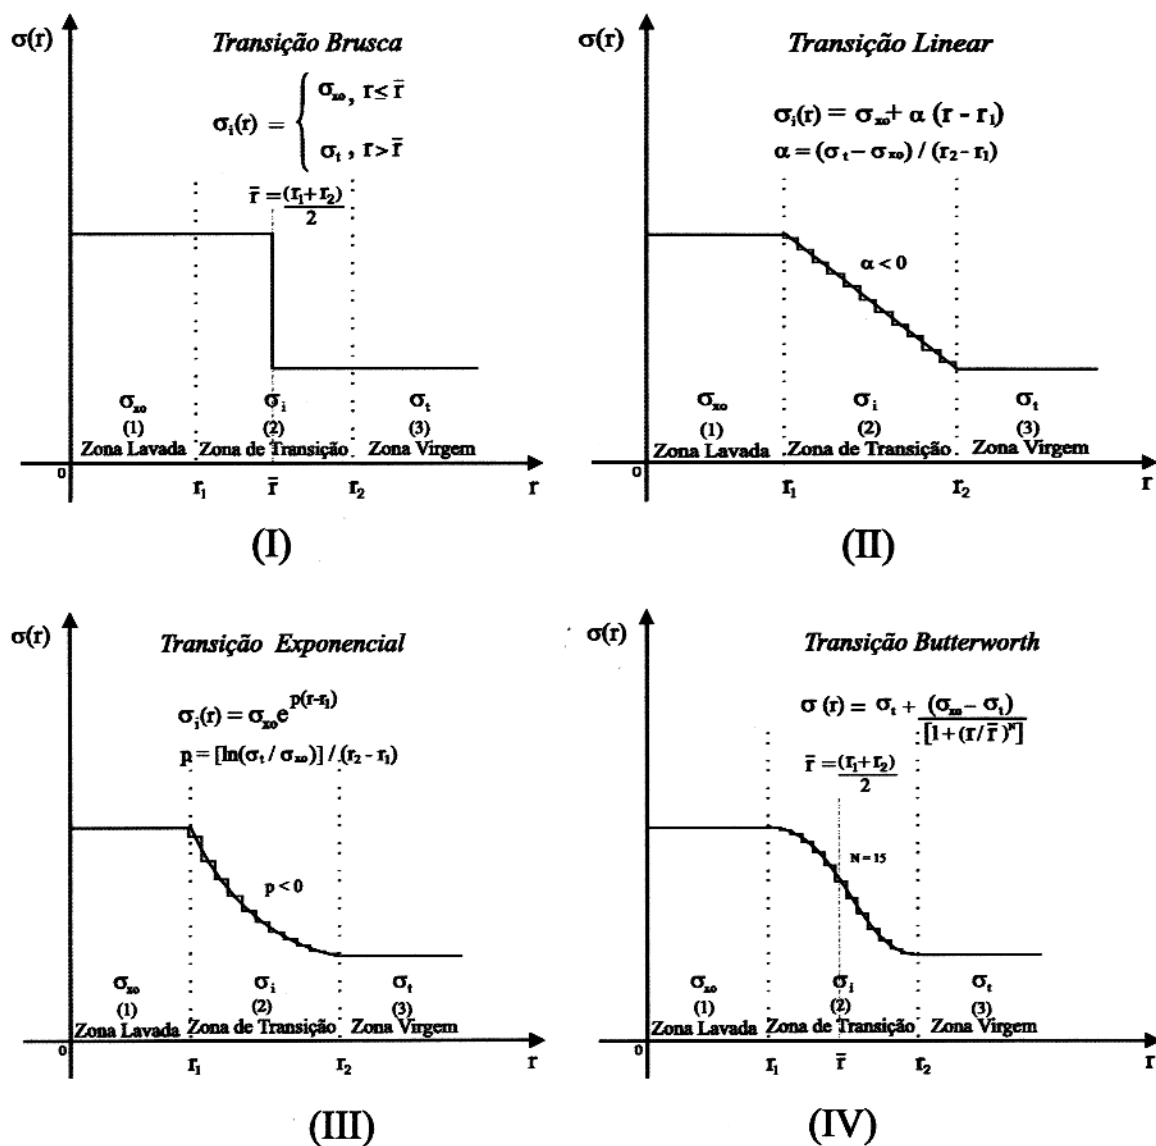 σ(r)
Transição Brusca
σᵢ(r) = { σₓₒ, r ≤ r̄
σₜ, r > r̄
r̄ = (r₁+r₂)/2
σₓₒ
(1)
Zona Lavada
σᵢ
(2)
Zona de Transição
σₜ
(3)
Zona Virgem
0
r₁
r̄
r₂
r
(I)
σ(r)
Transição Linear
σᵢ(r) = σₓₒ + α (r - r₁)
α = (σₜ − σₓₒ) / (r₂ - r₁)
α < 0
σₓₒ
(1)
Zona Lavada
σᵢ
(2)
Zona de Transição
σₜ
(3)
Zona Virgem
0
r₁
r₂
r
(II)
σ(r)
Transição Exponencial
σᵢ(r) = σₓₒ e^p(r-r₁)
p = [ln(σₜ / σₓₒ)] / (r₂ - r₁)
p < 0
σₓₒ
(1)
Zona Lavada
σᵢ
(2)
Zona de Transição
σₜ
(3)
Zona Virgem
0
r₁
r₂
r
(III)
σ(r)
Transição Butterworth
σ (r) = σₜ + (σₓₒ − σₜ) / [1 + (r / r̄)^N]
r̄ = (r₁+r₂)/2
N = 15
σₓₒ
(1)
Zona Lavada
σᵢ
(2)
Zona de Transição
σₜ
(3)
Zona Virgem
0
r₁
r̄
r₂
r
(IV)